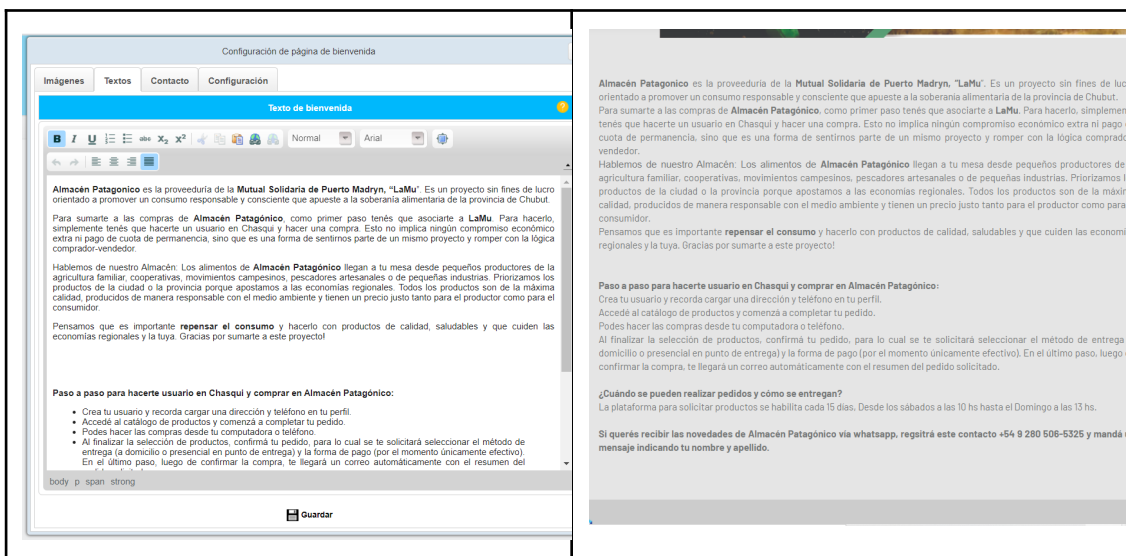 Configuración de página de bienvenida
Imágenes Textos Contacto Configuración
Texto de bienvenida
?
B I U abc X₂ X² Normal Arial
Almacén Patagonico es la proveeduría de la Mutual Solidaria de Puerto Madryn, “LaMu”. Es un proyecto sin fines de lucro
orientado a promover un consumo responsable y consciente que apueste a la soberanía alimentaria de la provincia de Chubut.
Para sumarte a las compras de Almacén Patagónico, como primer paso tenés que asociarte a LaMu. Para hacerlo,
simplemente tenés que hacerte un usuario en Chasqui y hacer una compra. Esto no implica ningún compromiso económico
extra ni pago de cuota de permanencia, sino que es una forma de sentirnos parte de un mismo proyecto y romper con la lógica
comprador-vendedor.
Hablemos de nuestro Almacén: Los alimentos de Almacén Patagónico llegan a tu mesa desde pequeños productores de la
agricultura familiar, cooperativas, movimientos campesinos, pescadores artesanales o de pequeñas industrias. Priorizamos los
productos de la ciudad o la provincia porque apostamos a las economías regionales. Todos los productos son de la máxima
calidad, producidos de manera responsable con el medio ambiente y tienen un precio justo tanto para el productor como para el
consumidor.
Pensamos que es importante repensar el consumo y hacerlo con productos de calidad, saludables y que cuiden las
economías regionales y la tuya. Gracias por sumarte a este proyecto!
Paso a paso para hacerte usuario en Chasqui y comprar en Almacén Patagónico:
• Crea tu usuario y recorda cargar una dirección y teléfono en tu perfil.
• Accedé al catálogo de productos y comenzá a completar tu pedido.
• Podes hacer las compras desde tu computadora o teléfono.
• Al finalizar la selección de productos, confirmá tu pedido, para lo cual se te solicitará seleccionar el método de
entrega (a domicilio o presencial en punto de entrega) y la forma de pago (por el momento únicamente efectivo).
En el último paso, luego de confirmar la compra, te llegará un correo automáticamente con el resumen del
body p span strong
Guardar
Almacén Patagonico es la proveeduría de la Mutual Solidaria de Puerto Madryn, “LaMu”. Es un proyecto sin fines de luc
orientado a promover un consumo responsable y consciente que apueste a la soberanía alimentaria de la provincia de Chubut.
Para sumarte a las compras de Almacén Patagónico, como primer paso tenés que asociarte a LaMu. Para hacerlo, simplemen
tenés que hacerte un usuario en Chasqui y hacer una compra. Esto no implica ningún compromiso económico extra ni pago
cuota de permanencia, sino que es una forma de sentirnos parte de un mismo proyecto y romper con la lógica comprado
vendedor.
Hablemos de nuestro Almacén: Los alimentos de Almacén Patagónico llegan a tu mesa desde pequeños productores de
agricultura familiar, cooperativas, movimientos campesinos, pescadores artesanales o de pequeñas industrias. Priorizamos l
productos de la ciudad o la provincia porque apostamos a las economías regionales. Todos los productos son de la máxim
calidad, producidos de manera responsable con el medio ambiente y tienen un precio justo tanto para el productor como para
consumidor.
Pensamos que es importante repensar el consumo y hacerlo con productos de calidad, saludables y que cuiden las economí
regionales y la tuya. Gracias por sumarte a este proyecto!
Paso a paso para hacerte usuario en Chasqui y comprar en Almacén Patagónico:
Crea tu usuario y recorda cargar una dirección y teléfono en tu perfil.
Accedé al catálogo de productos y comenzá a completar tu pedido.
Podes hacer las compras desde tu computadora o teléfono.
Al finalizar la selección de productos, confirmá tu pedido, para lo cual se te solicitará seleccionar el método de entrega
domicilio o presencial en punto de entrega) y la forma de pago (por el momento únicamente efectivo). En el último paso, luego
confirmar la compra, te llegará un correo automáticamente con el resumen del pedido solicitado.
¿Cuándo se pueden realizar pedidos y cómo se entregan?
La plataforma para solicitar productos se habilita cada 15 días. Desde los sábados a las 10 hs hasta el Domingo a las 13 hs.
Si querés recibir las novedades de Almacén Patagónico vía whatsapp, regsitrá este contacto +54 9 280 506-5325 y mandá
mensaje indicando tu nombre y apellido.